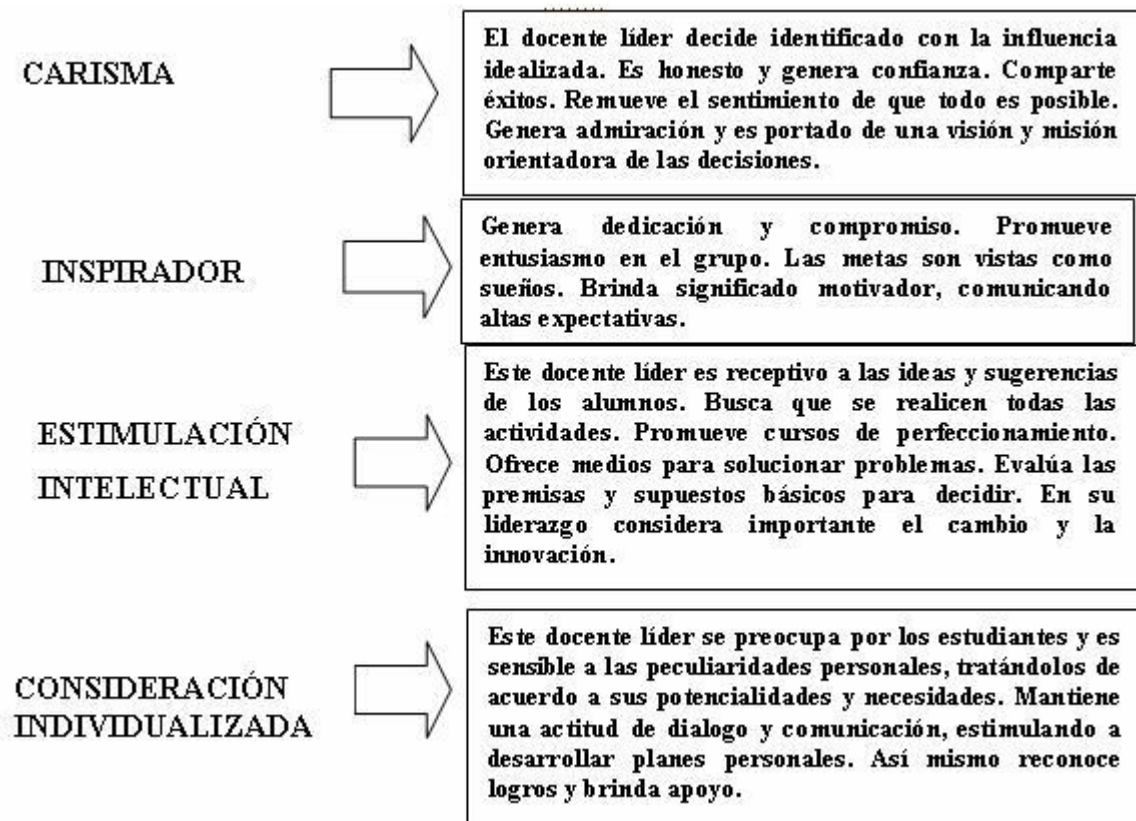 CARISMA
El docente líder decide identificado con la influencia
idealizada. Es honesto y genera confianza. Comparte
éxitos. Remueve el sentimiento de que todo es posible.
Genera admiración y es portado de una visión y misión
orientadora de las decisiones.
INSPIRADOR
Genera dedicación y compromiso. Promueve
entusiasmo en el grupo. Las metas son vistas como
sueños. Brinda significado motivador, comunicando
altas expectativas.
ESTIMULACIÓN
INTELECTUAL
Este docente líder es receptivo a las ideas y sugerencias
de los alumnos. Busca que se realicen todas las
actividades. Promueve cursos de perfeccionamiento.
Ofrece medios para solucionar problemas. Evalúa las
premisas y supuestos básicos para decidir. En su
liderazgo considera importante el cambio y la
innovación.
CONSIDERACIÓN
INDIVIDUALIZADA
Este docente líder se preocupa por los estudiantes y es
sensible a las peculiaridades personales, tratándolos de
acuerdo a sus potencialidades y necesidades. Mantiene
una actitud de dialogo y comunicación, estimulando a
desarrollar planes personales. Así mismo reconoce
logros y brinda apoyo.